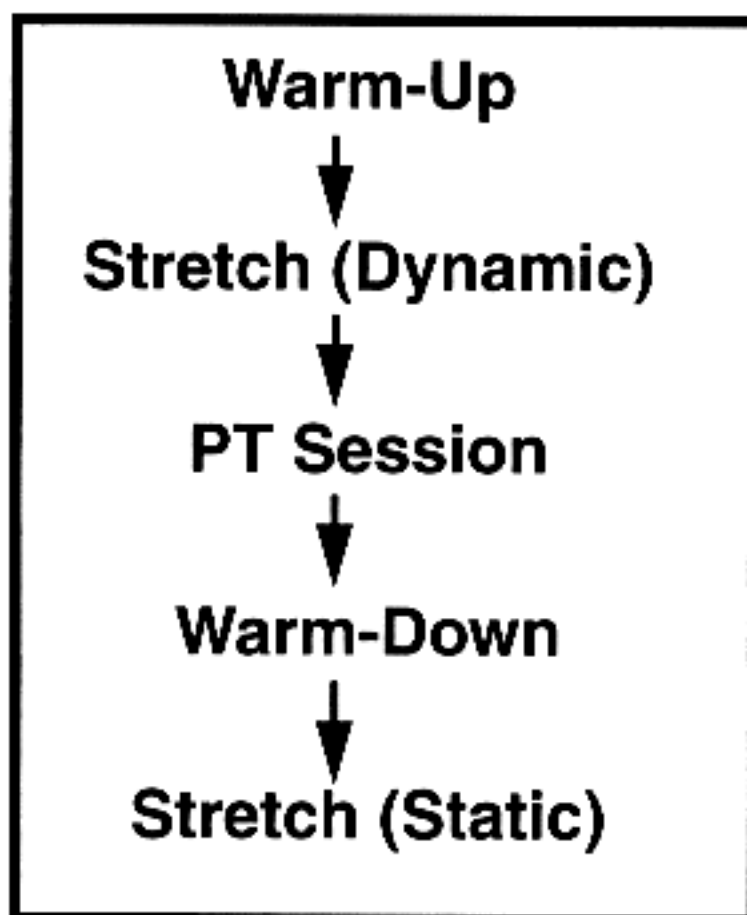 Warm-Up
Stretch (Dynamic)
PT Session
Warm-Down
Stretch (Static)